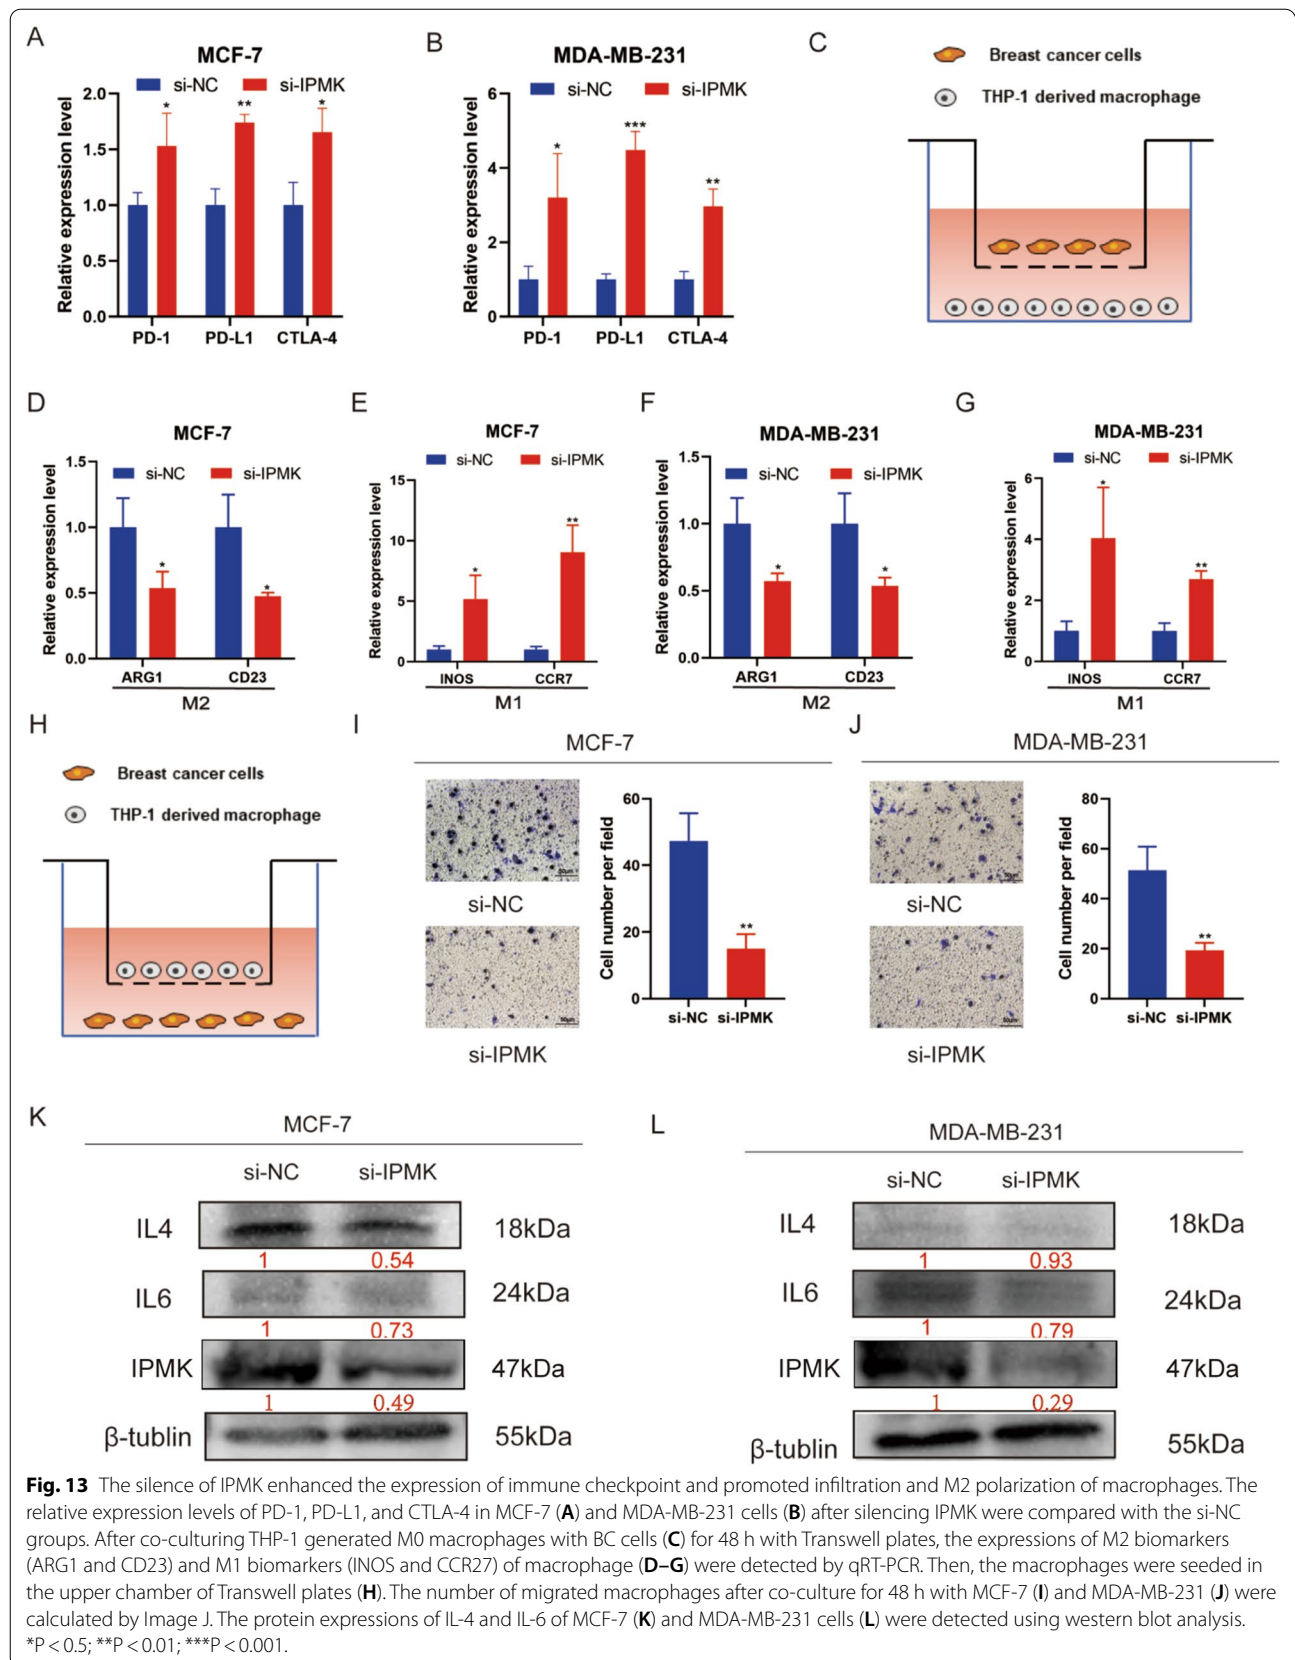 A
MCF-7
si-NC si-IPMK
Relative expression level
2.0
1.5
1.0
0.5
0.0
* ** *
PD-1 PD-L1 CTLA-4
B
MDA-MB-231
si-NC si-IPMK
Relative expression level
6
4
2
0
* *** **
PD-1 PD-L1 CTLA-4
C
Breast cancer cells
THP-1 derived macrophage
D
MCF-7
si-NC si-IPMK
Relative expression level
1.5
1.0
0.5
0.0
* *
ARG1 CD23
M2
E
MCF-7
si-NC si-IPMK
Relative expression level
15
10
5
0
* **
INOS CCR7
M1
F
MDA-MB-231
si-NC si-IPMK
Relative expression level
1.5
1.0
0.5
0.0
* *
ARG1 CD23
M2
G
MDA-MB-231
si-NC si-IPMK
Relative expression level
6
4
2
0
* **
INOS CCR7
M1
H
Breast cancer cells
THP-1 derived macrophage
I
MCF-7
50μm
si-NC
50μm
si-IPMK
Cell number per field
60
40
20
0
**
si-NC si-IPMK
J
MDA-MB-231
50μm
si-NC
50μm
si-IPMK
Cell number per field
80
60
40
20
0
**
si-NC si-IPMK
K
MCF-7
si-NC si-IPMK
IL4 18kDa
1 0.54
IL6 24kDa
1 0.73
IPMK 47kDa
1 0.49
β-tublin 55kDa
L
MDA-MB-231
si-NC si-IPMK
IL4 18kDa
1 0.93
IL6 24kDa
1 0.79
IPMK 47kDa
1 0.29
β-tublin 55kDa
Fig. 13 The silence of IPMK enhanced the expression of immune checkpoint and promoted infiltration and M2 polarization of macrophages. The
relative expression levels of PD-1, PD-L1, and CTLA-4 in MCF-7 (A) and MDA-MB-231 cells (B) after silencing IPMK were compared with the si-NC
groups. After co-culturing THP-1 generated M0 macrophages with BC cells (C) for 48 h with Transwell plates, the expressions of M2 biomarkers
(ARG1 and CD23) and M1 biomarkers (INOS and CCR27) of macrophage (D–G) were detected by qRT-PCR. Then, the macrophages were seeded in
the upper chamber of Transwell plates (H). The number of migrated macrophages after co-culture for 48 h with MCF-7 (I) and MDA-MB-231 (J) were
calculated by Image J. The protein expressions of IL-4 and IL-6 of MCF-7 (K) and MDA-MB-231 cells (L) were detected using western blot analysis.
*P < 0.5; **P < 0.01; ***P < 0.001.